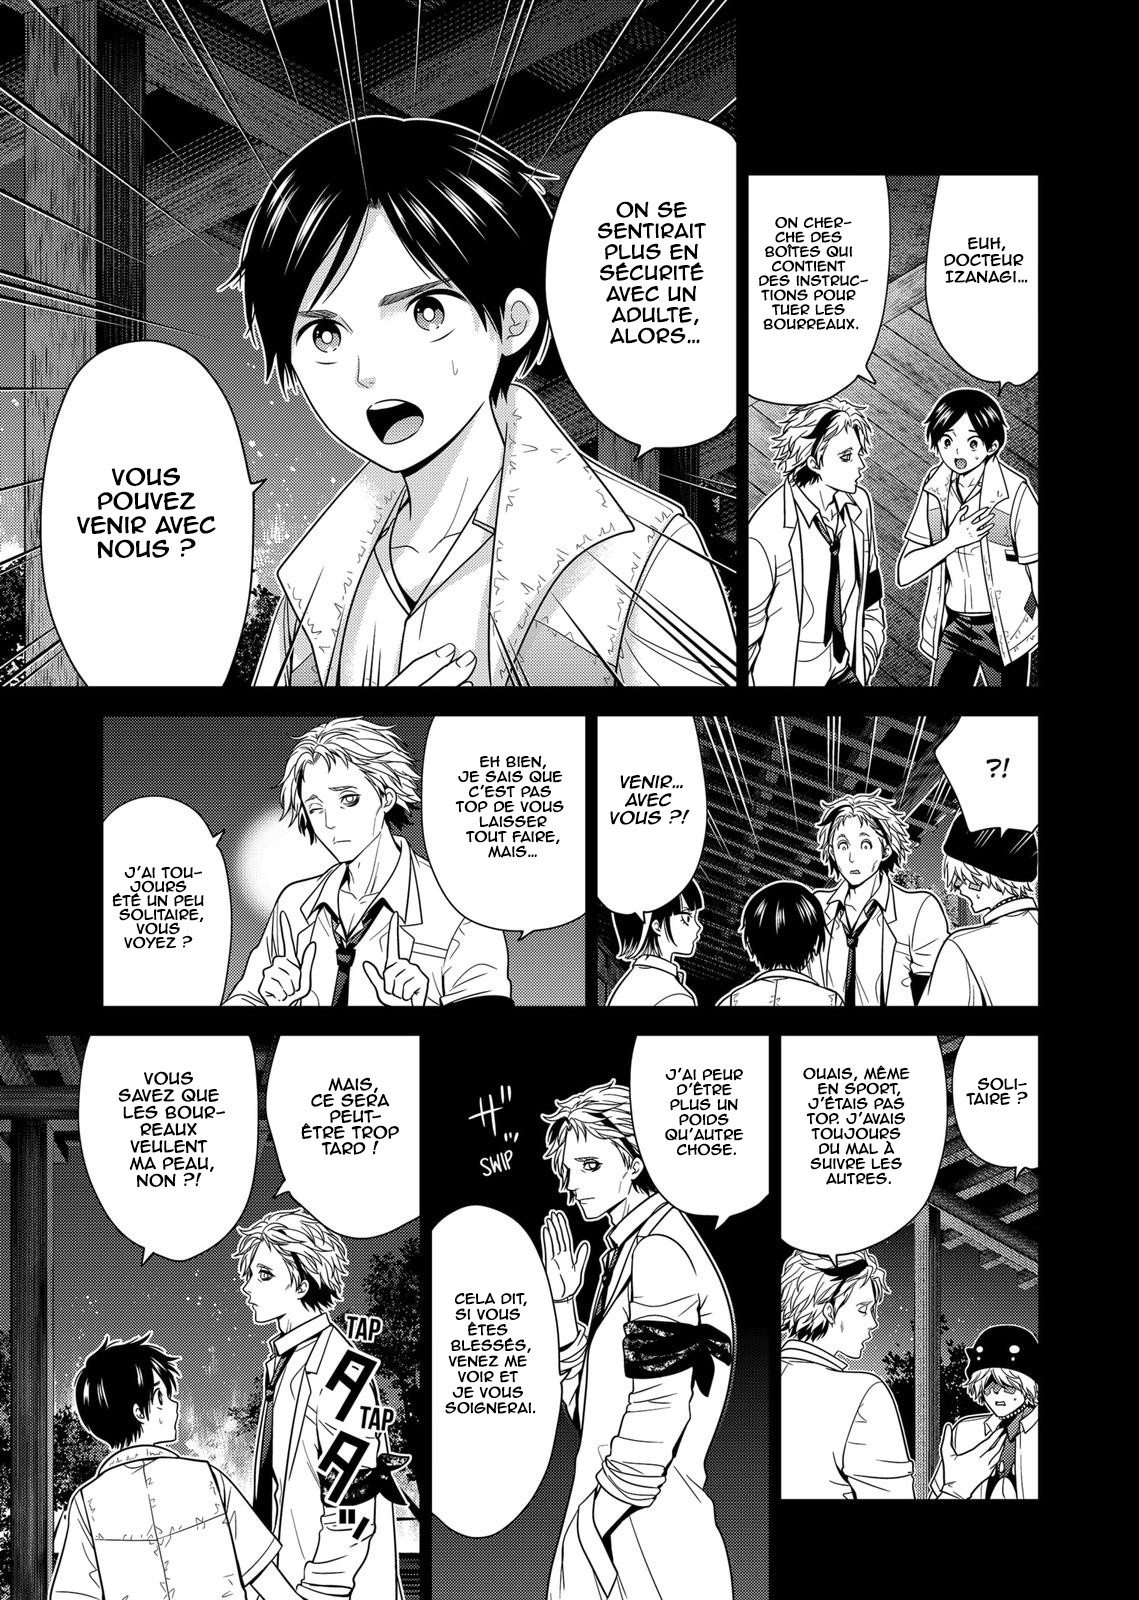 EUH,
DOCTEUR
IZANAGI...
ON CHER-
CHE DES
BOÎTES QUI
CONTIENT
DES INSTRUC-
TIONS POUR
TUER LES
BOURREAUX.
ON SE
SENTIRAIT
PLUS EN
SÉCURITÉ
AVEC UN
ADULTE,
ALORS...
VOUS
POUVEZ
VENIR AVEC
NOUS ?
?!
VENIR...
AVEC
VOUS ?!
EH BIEN,
JE SAIS QUE
C'EST PAS
TOP DE VOUS
LAISSER
TOUT FAIRE,
MAIS...
J'AI TOU-
JOURS
ÉTÉ UN PEU
SOLITAIRE,
VOUS
VOYEZ ?
SOLI-
TAIRE ?
OUAIS, MÊME
EN SPORT,
J'ÉTAIS PAS
TOP. J'AVAIS
TOUJOURS
DU MAL À
SUIVRE LES
AUTRES.
J'AI PEUR
D'ÊTRE
PLUS UN
POIDS
QU'AUTRE
CHOSE.
SWIP
CELA DIT,
SI VOUS
ÊTES
BLESSÉS,
VENEZ ME
VOIR ET
JE VOUS
SOIGNERAI.
MAIS,
CE SERA
PEUT-
ÊTRE TROP
TARD !
VOUS
SAVEZ QUE
LES BOUR-
REAUX
VEULENT
MA PEAU,
NON ?!
TAP
タ
TAP
タ